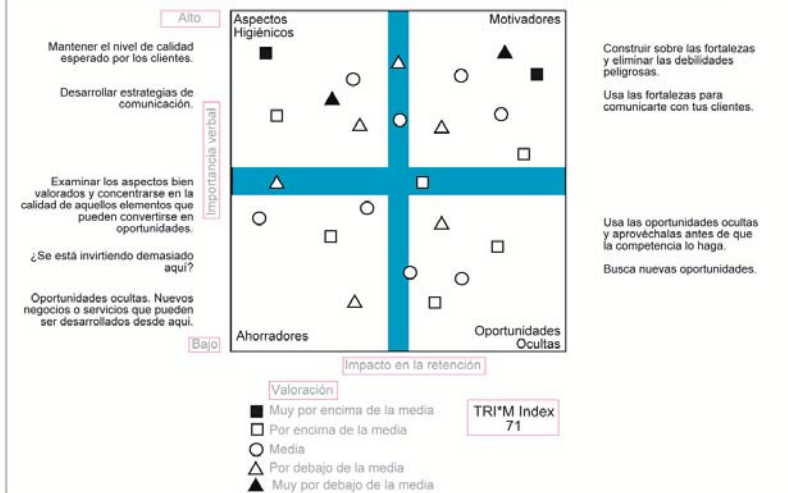 Alto
Aspectos
Higiénicos
Motivadores
Mantener el nivel de calidad
esperado por los clientes.
Desarrollar estrategias de
comunicación.
Construir sobre las fortalezas
y eliminar las debilidades
peligrosas.
Usa las fortalezas para
comunicarte con tus clientes.
Importancia verbal
Examinar los aspectos bien
valorados y concentrarse en la
calidad de aquellos elementos que
pueden convertirse en
oportunidades.
¿Se está invirtiendo demasiado
aquí?
Oportunidades ocultas. Nuevos
negocios o servicios que pueden
ser desarrollados desde aquí.
Usa las oportunidades ocultas
y aprovéchalas antes de que
la competencia lo haga.
Busca nuevas oportunidades.
Ahorradores
Oportunidades
Ocultas
Bajo
Impacto en la retención
Valoración
Muy por encima de la media
Por encima de la media
Media
Por debajo de la media
Muy por debajo de la media
TRI*M Index
71